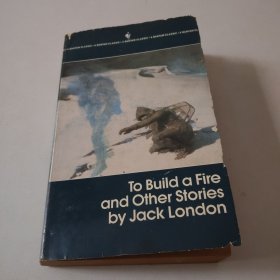 To Build a Fire
and Other Stories
by Jack London